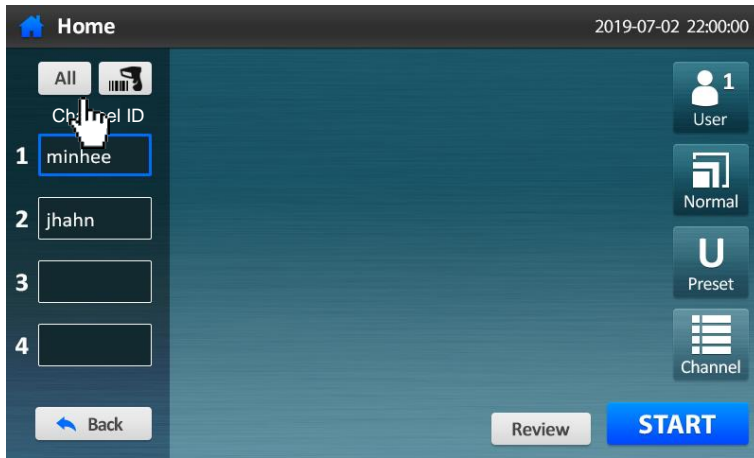 Home
2019-07-02 22:00:00
All
Channel ID
1 minhee
2 jhahn
3
4
Back
1
User
Normal
U
Preset
Channel
Review
START